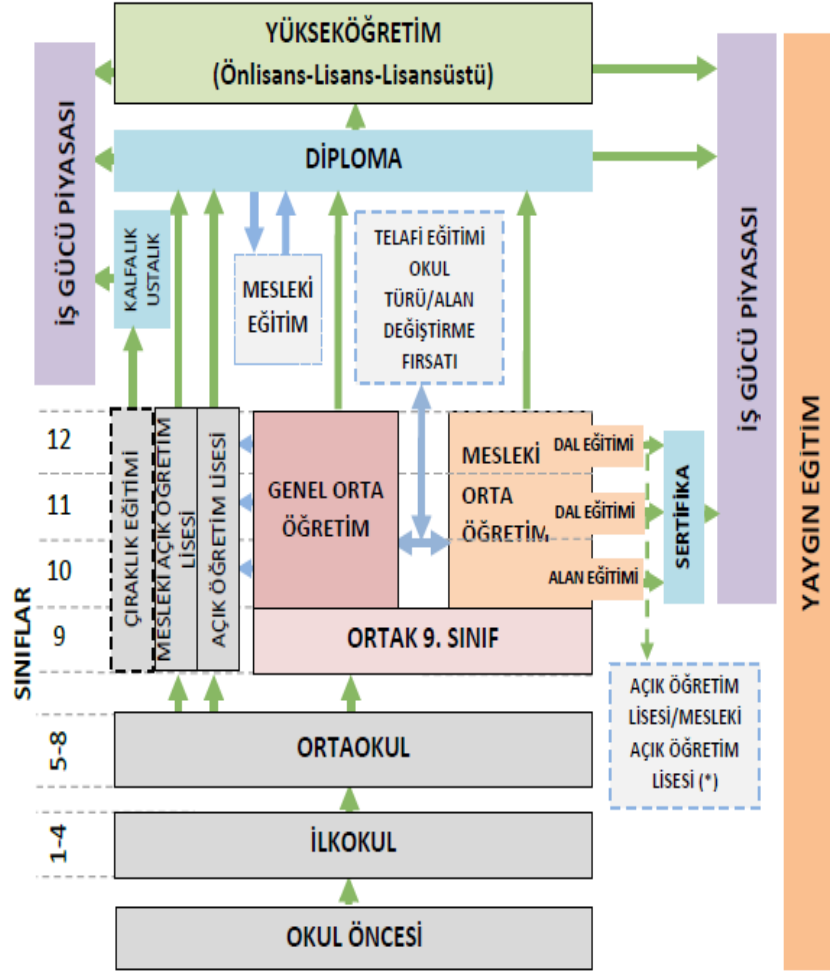 YÜKSEKÖĞRETİM
(Önlisans-Lisans-Lisansüstü)
İŞ GÜCÜ PİYASASI
DİPLOMA
KALFALIK
USTALIK
MESLEKİ
EĞİTİM
TELAFİ EĞİTİMİ
OKUL
TÜRÜ/ALAN
DEĞİŞTİRME
FIRSATI
İŞ GÜCÜ PİYASASI
YAYGIN EĞİTİM
SINIFLAR
12
11
10
9
5-8
1-4
ÇIRAKLIK EĞİTİMİ
MESLEKİ AÇIK ÖĞRETİM
LİSESİ
AÇIK ÖĞRETİM LİSESİ
GENEL ORTA
ÖĞRETİM
MESLEKİ
ORTA
ÖĞRETİM
DAL EĞİTİMİ
DAL EĞİTİMİ
ALAN EĞİTİMİ
SERTİFİKA
ORTAK 9. SINIF
AÇIK ÖĞRETİM
LİSESİ/MESLEKİ
AÇIK ÖĞRETİM
LİSESİ (*)
ORTAOKUL
İLKOKUL
OKUL ÖNCESİ